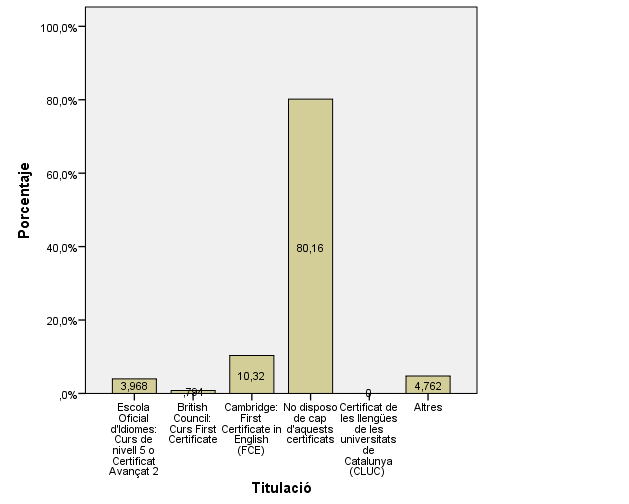 100,0%
80,0%
60,0%
40,0%
20,0%
,0%
Porcentaje
3,968
,794
10,32
80,16
0
4,762
Escola
Oficial
d'Idiomes:
Curs de
nivell 5 o
Certificat
Avançat 2
British
Council:
Curs First
Certificate
Cambridge:
First
Certificate in
English
(FCE)
No disposo
de cap
d'aquests
certificats
Certificat de
les llengües
de les
universitats
de
Catalunya
(CLUC)
Altres
Titulació